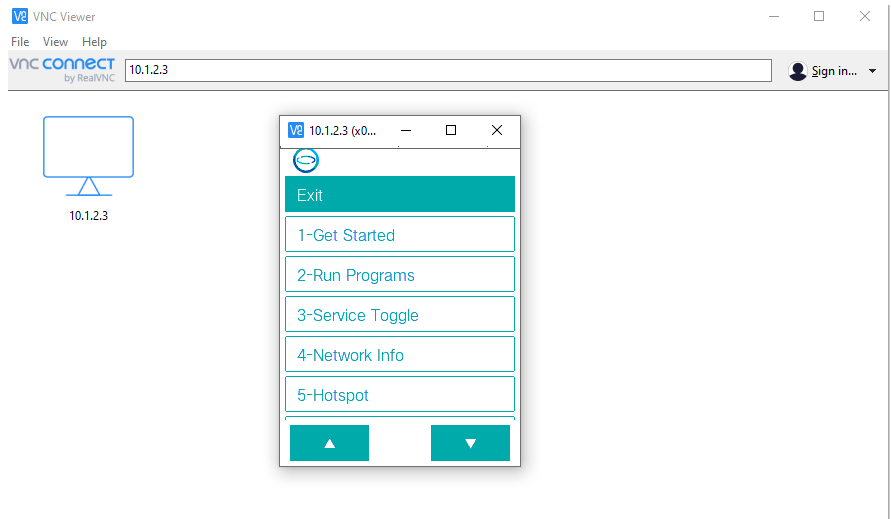 VNC Viewer
File View Help
vnc connect
by RealVNC
10.1.2.3
Sign in...
10.1.2.3
10.1.2.3 (x0...
Exit
1-Get Started
2-Run Programs
3-Service Toggle
4-Network Info
5-Hotspot